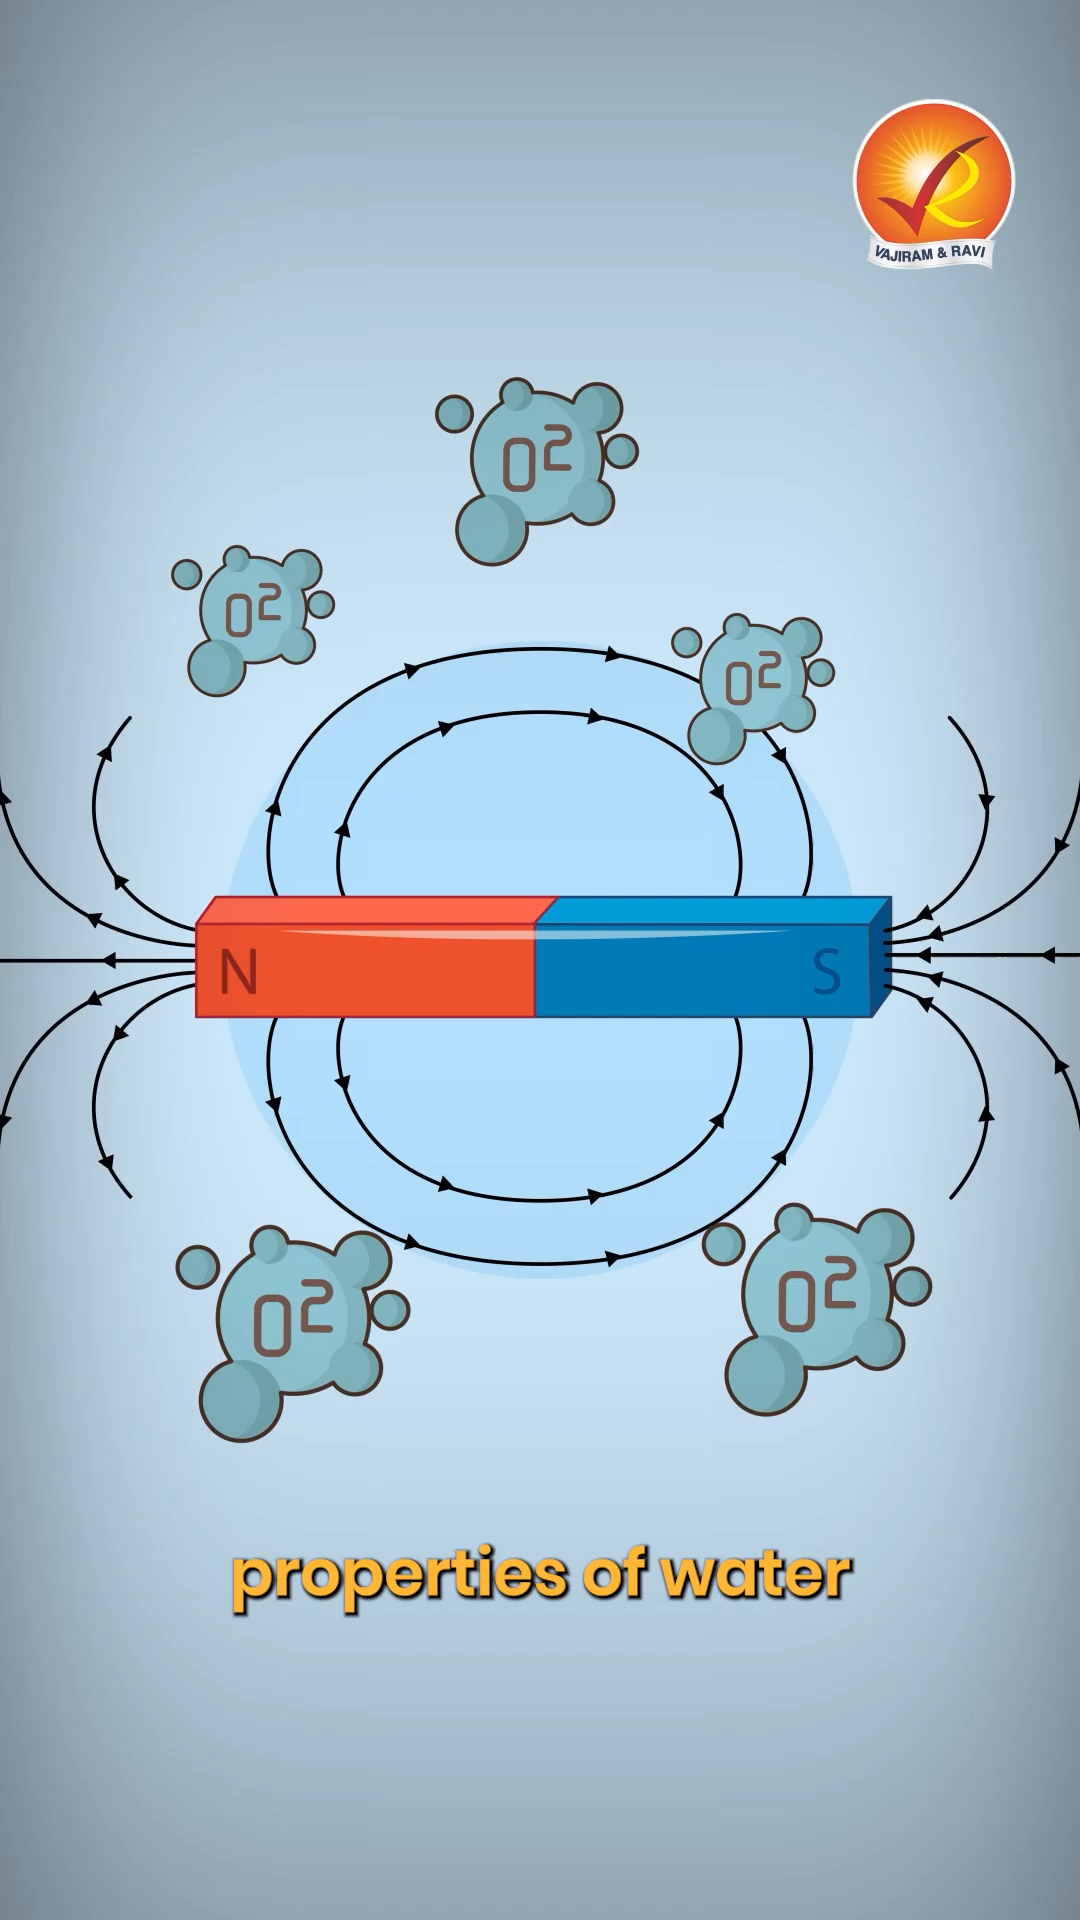 VAJIRAM & RAVI
O²
O²
O²
N
S
O²
O²
properties of water